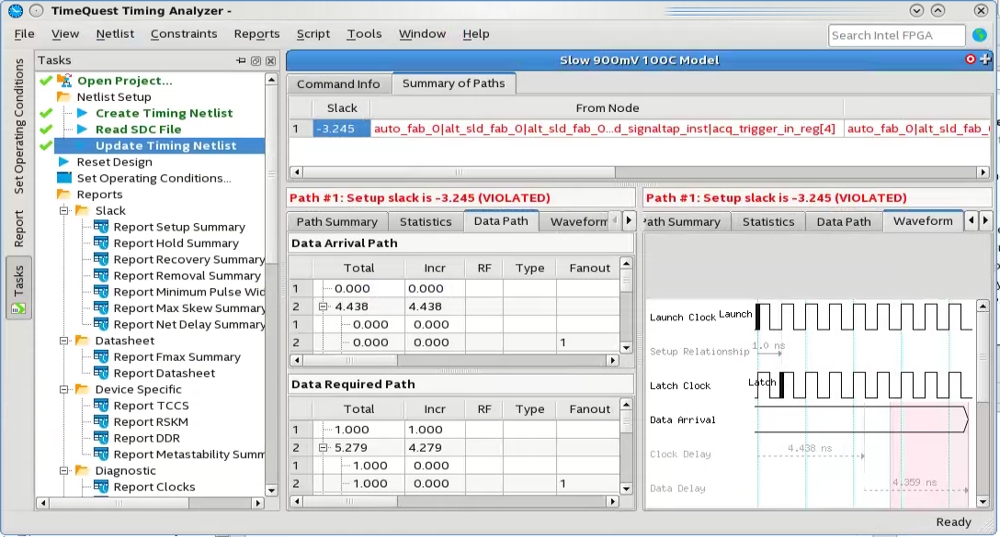 TimeQuest Timing Analyzer -
File View Netlist Constraints Reports Script Tools Window Help
Search Intel FPGA
Set Operating Conditions
Report
Tasks
Tasks
Open Project...
Netlist Setup
Create Timing Netlist
Read SDC File
Update Timing Netlist
Reset Design
Set Operating Conditions...
Reports
Slack
Report Setup Summary
Report Hold Summary
Report Recovery Summary
Report Removal Summary
Report Minimum Pulse Wid
Report Max Skew Summary
Report Net Delay Summary
Datasheet
Report Fmax Summary
Report Datasheet
Device Specific
Report TCCS
Report RSKM
Report DDR
Report Metastability Summ
Diagnostic
Report Clocks
Slow 900mV 100C Model
Command Info Summary of Paths
Slack From Node
1 -3.245 auto_fab_0|alt_sld_fab_0|alt_sld_fab_0...d_signaltap_inst|acq_trigger_in_reg[4] auto_fab_0|alt_sld_fab_
Path #1: Setup slack is -3.245 (VIOLATED)
Path Summary Statistics Data Path Waveform
Data Arrival Path
Total Incr RF Type Fanout
1 0.000 0.000
2 4.438 4.438
1 0.000 0.000
2 0.000 0.000 1
Data Required Path
Total Incr RF Type Fanout
1 1.000 1.000
2 5.279 4.279
1 1.000 0.000
2 1.000 0.000 1
Path #1: Setup slack is -3.245 (VIOLATED)
Path Summary Statistics Data Path Waveform
Launch Clock Launch
Setup Relationship 1.0 ns
Latch Clock Latch
Data Arrival
Clock Delay 4.438 ns
Data Delay 4.359 ns
Ready